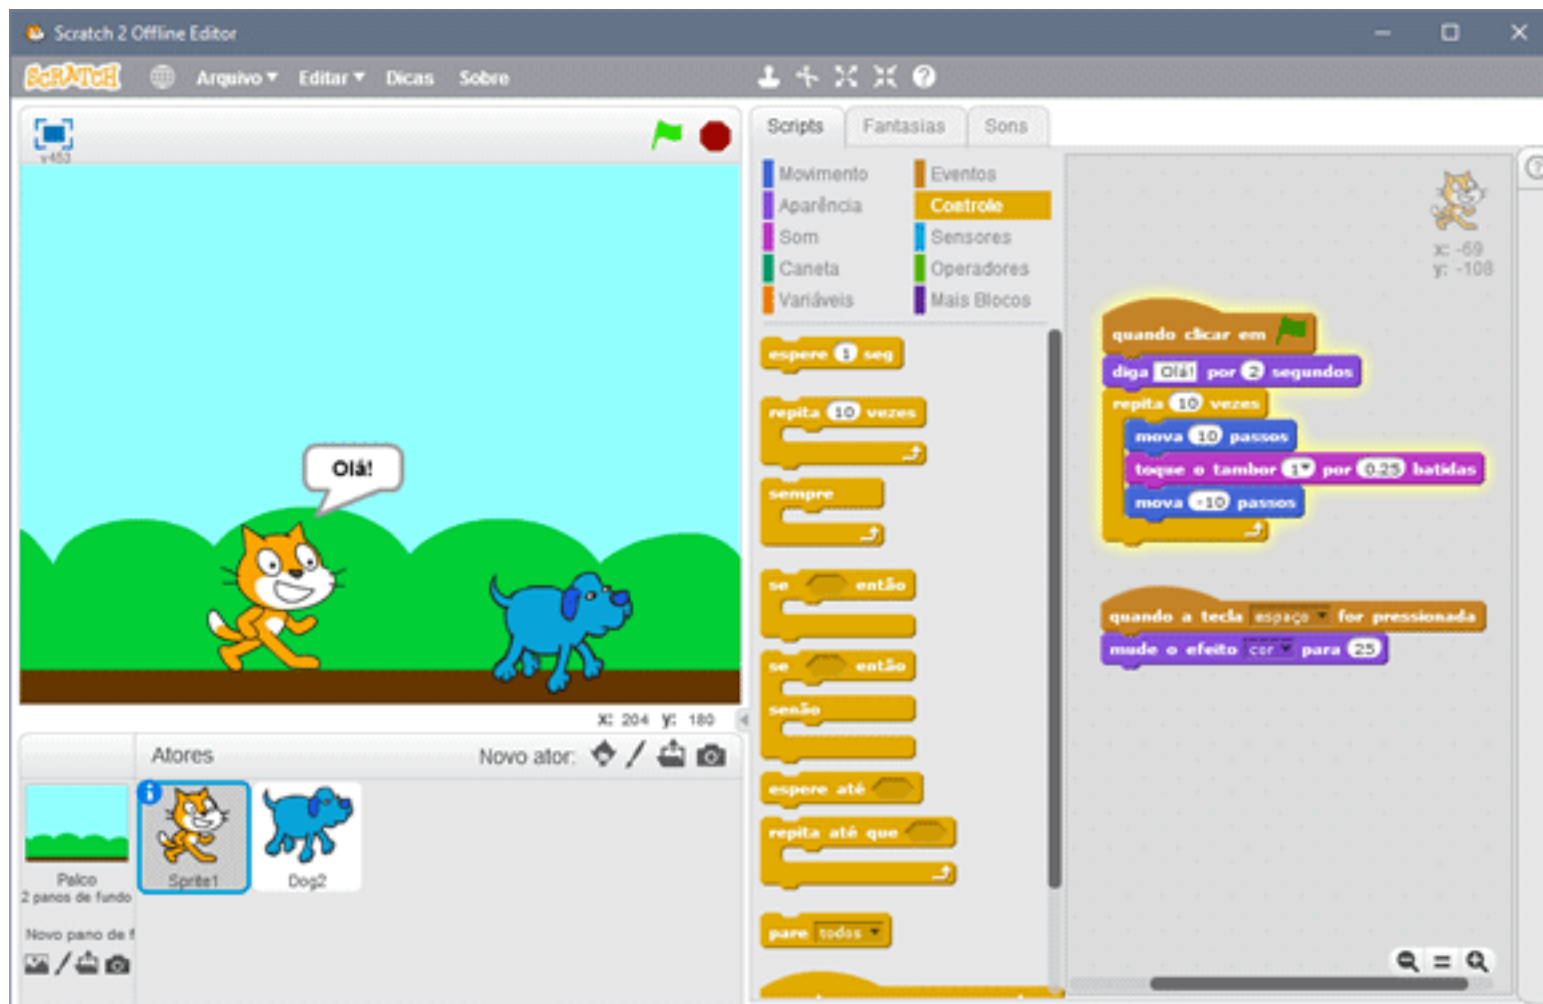 Scratch 2 Offline Editor
SCRATCH Arquivo Editar Dicas Sobre
v453
Olá!
x: 204 y: 180
Atores Novo ator:
Palco
2 panos de fundo
Novo pano de f
Sprite1
Dog2
Scripts Fantasias Sons
Movimento Eventos
Aparência Controle
Som Sensores
Caneta Operadores
Variáveis Mais Blocos
espere 1 seg
repita 10 vezes
sempre
se então
se então
senão
espere até
repita até que
pare todos
x: -69
y: -108
quando clicar em
diga Olá! por 2 segundos
repita 10 vezes
mova 10 passos
toque o tambor 1 por 0.25 batidas
mova -10 passos
quando a tecla espaço for pressionada
mude o efeito cor para 25